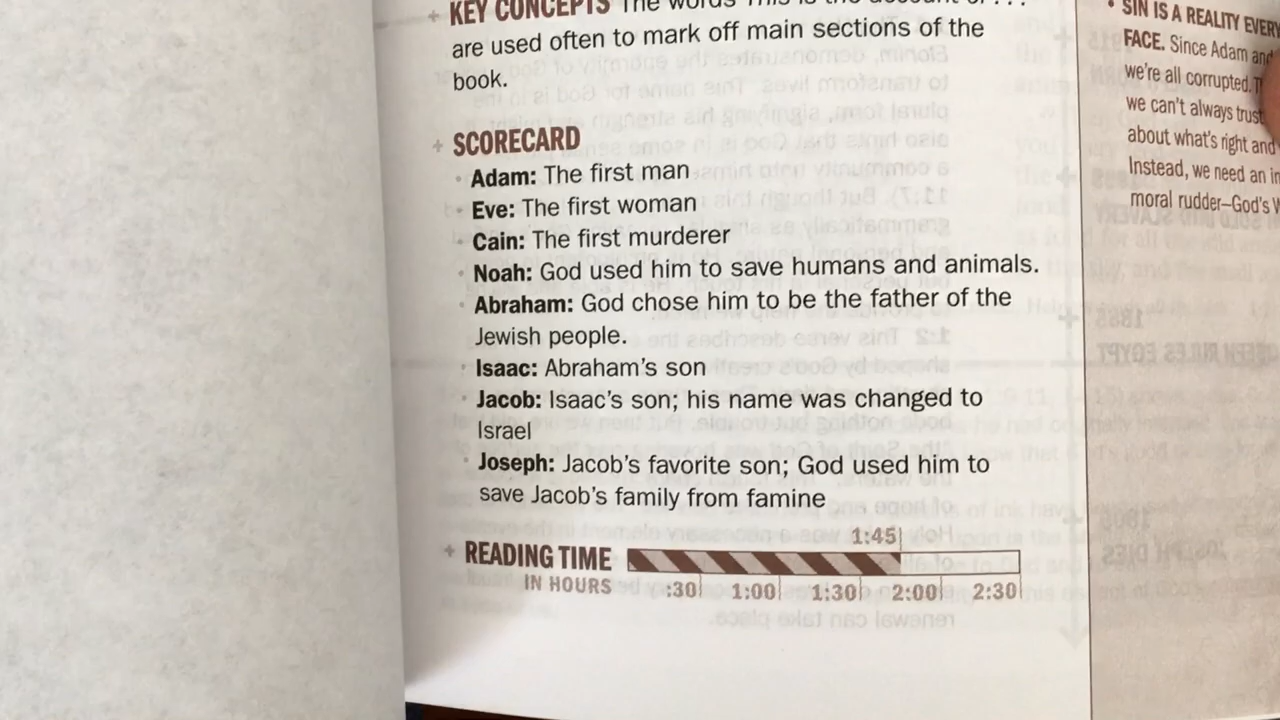 KEY CONCEPTS The words This is the account of . . .
are used often to mark off main sections of the
book.
SCORECARD
Adam: The first man
Eve: The first woman
Cain: The first murderer
Noah: God used him to save humans and animals.
Abraham: God chose him to be the father of the
Jewish people.
Isaac: Abraham's son
Jacob: Isaac's son; his name was changed to
Israel
Joseph: Jacob's favorite son; God used him to
save Jacob's family from famine
1:45
READING TIME
IN HOURS :30 1:00 1:30 2:00 2:30
• SIN IS A REALITY EVERY
FACE. Since Adam and
we're all corrupted.
we can't always trust
about what's right and
Instead, we need an
moral rudder–God's